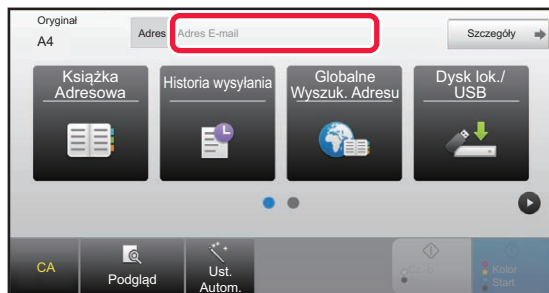 Oryginał
A4
Adres
Adres E-mail
Szczegóły
Książka
Adresowa
Historia wysyłania
Globalne
Wyszuk. Adresu
Dysk lok./
USB
CA
Podgląd
Ust.
Autom.
Kolor
Start